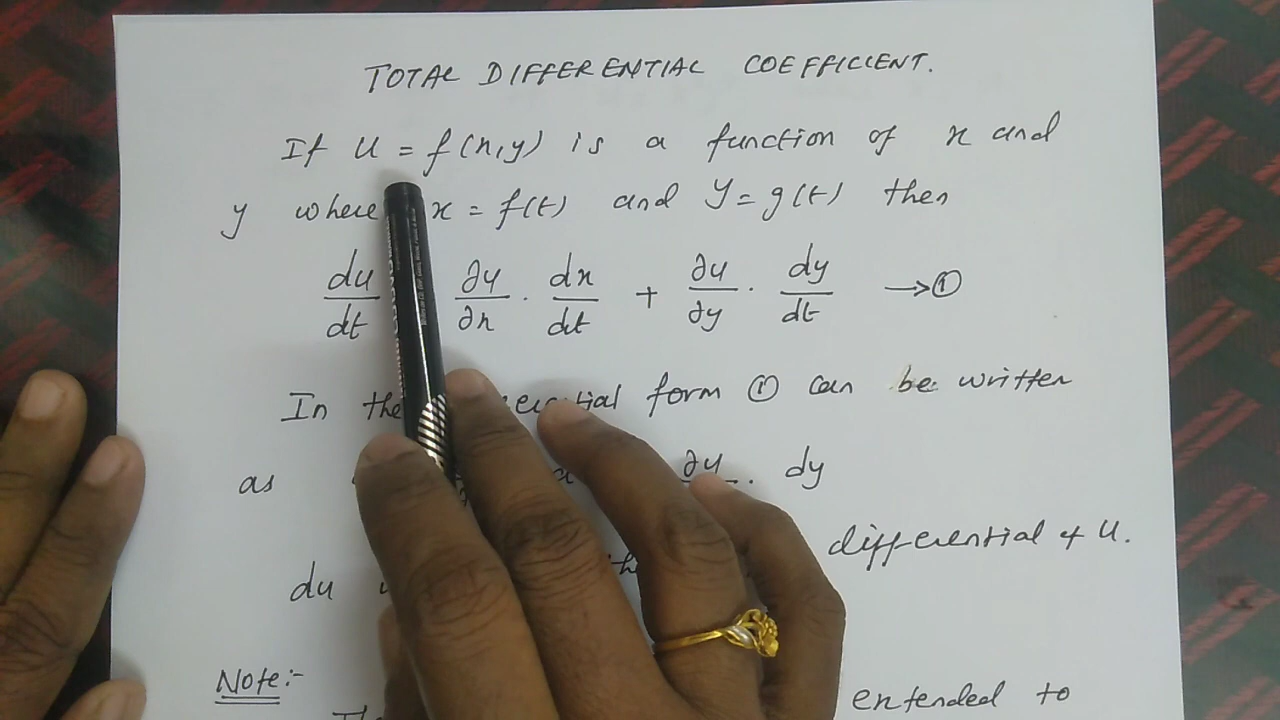 TOTAL DIFFERENTIAL COEFFICIENT.
If u = f(x,y) is a function of x and
y where x = f(t) and y = g(t) then
du/dt ∂u/∂x . dx/dt + ∂u/∂y . dy/dt → ①
In the form ① can be written
as ∂u . dy
du differential of u.
Note:-
extended to